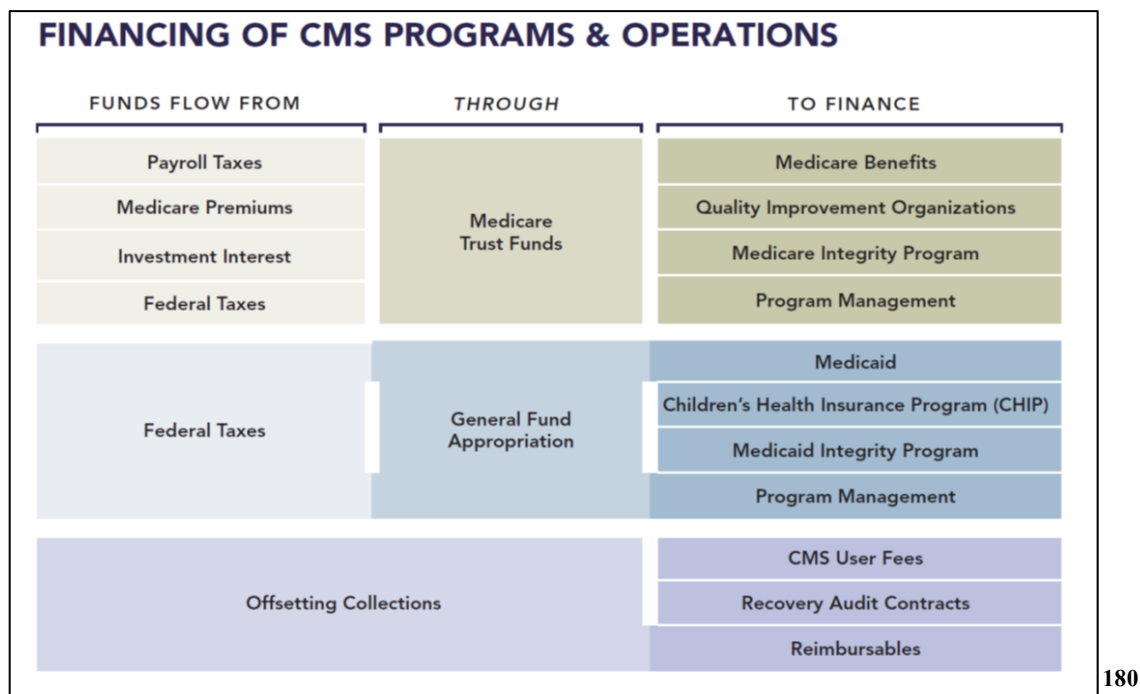 FINANCING OF CMS PROGRAMS & OPERATIONS
FUNDS FLOW FROM
THROUGH
TO FINANCE
Payroll Taxes
Medicare Premiums
Investment Interest
Federal Taxes
Medicare
Trust Funds
Medicare Benefits
Quality Improvement Organizations
Medicare Integrity Program
Program Management
Federal Taxes
General Fund
Appropriation
Medicaid
Children’s Health Insurance Program (CHIP)
Medicaid Integrity Program
Program Management
Offsetting Collections
CMS User Fees
Recovery Audit Contracts
Reimbursables
180